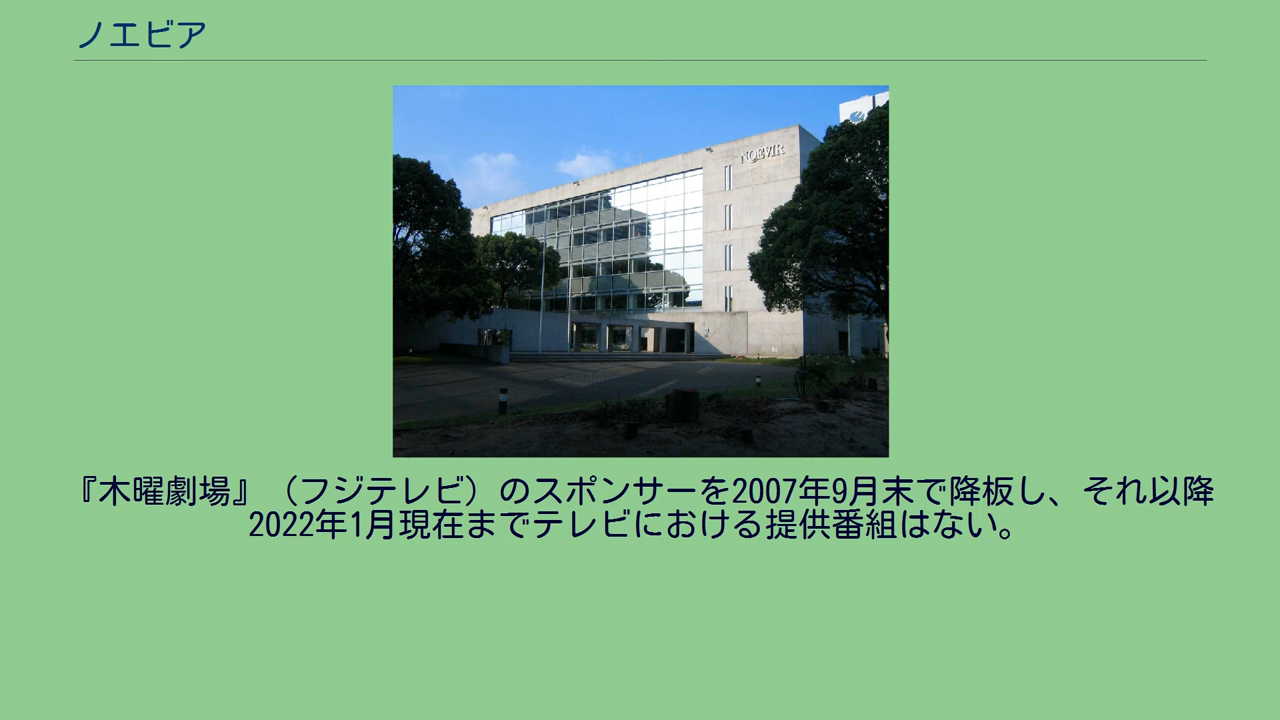 ノエビア
NOEVIR
『木曜劇場』（フジテレビ）のスポンサーを2007年9月末で降板し、それ以降
2022年1月現在までテレビにおける提供番組はない。